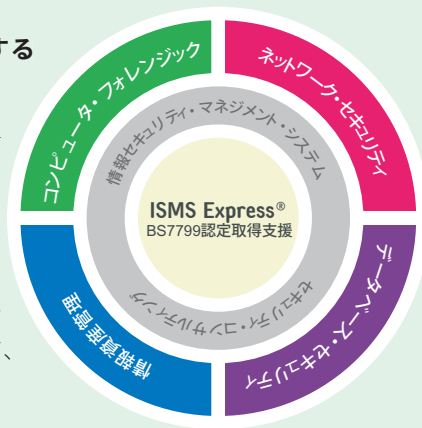 する
コンピュータ・フォレンジック
ネットワーク・セキュリティ
情報セキュリティ・マネジメント・システム
ISMS Express®
BS7799認定取得支援
セキュリティ・コンサルティング
情報資産管理
データベース・セキュリティ
、